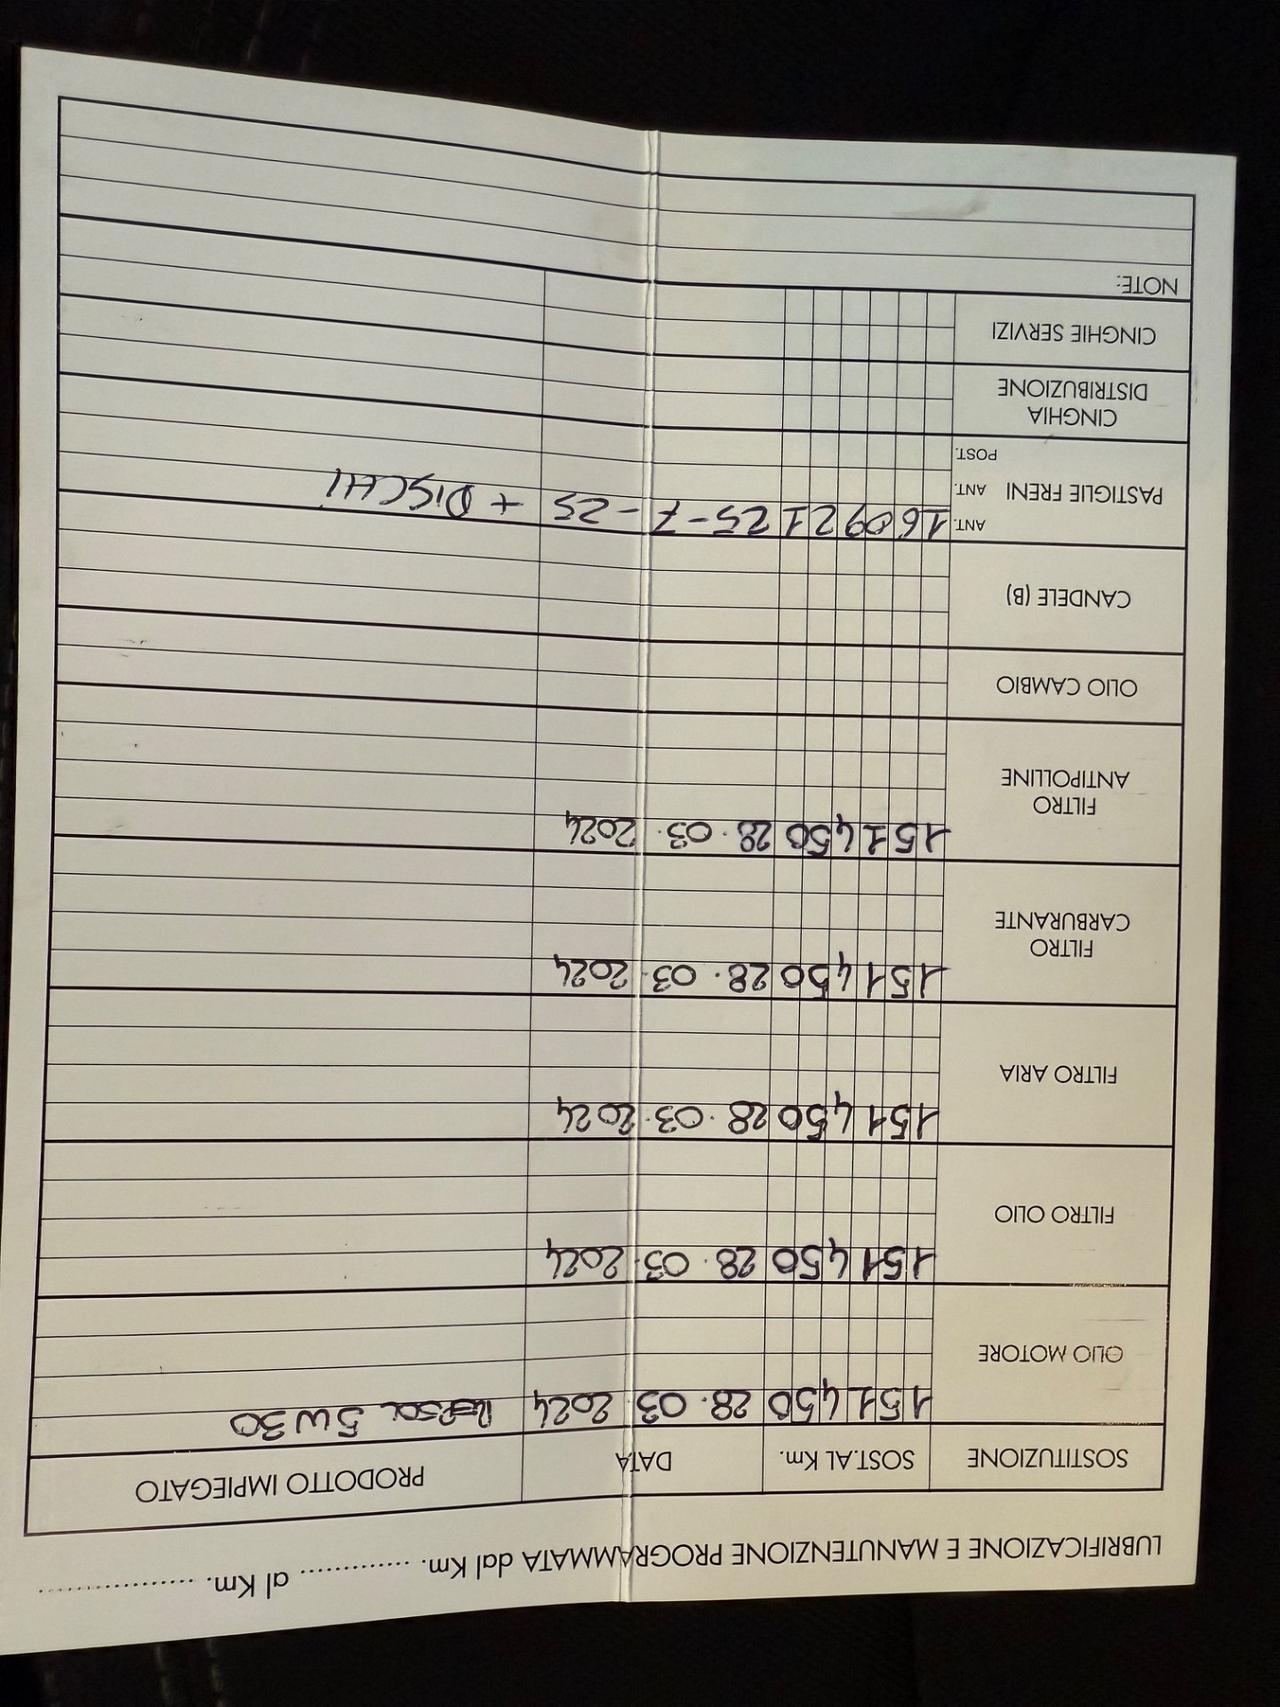 LUBRIFICAZIONE E MANUTENZIONE PROGRAMMATA dal Km. .............. al Km. ....................
SOSTITUZIONE SOST.AL Km. DATA PRODOTTO IMPIEGATO
OLIO MOTORE 151450 28.03.2024 REPSOL 5W30
FILTRO OLIO 151450 28.03.2024
FILTRO ARIA 151450 28.03.2024
FILTRO
CARBURANTE
151450 28.03.2024
FILTRO
ANTIPOLLINE
151450 28.03.2024
OLIO CAMBIO
CANDELE (B)
PASTIGLIE FRENI
ANT. 160921 25-7-25 + DISCHI
ANT.
POST.
CINGHIA
DISTRIBUZIONE
CINGHIE SERVIZI
NOTE: